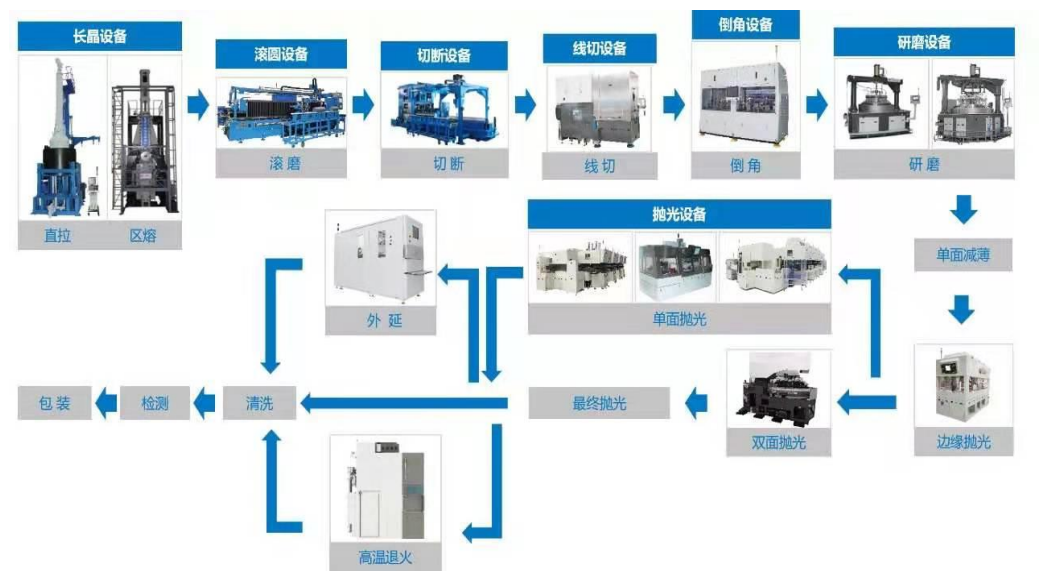 长晶设备
滚圆设备
切断设备
线切设备
倒角设备
研磨设备
滚 磨
切 断
线 切
倒 角
研 磨
直拉
区熔
抛光设备
单面减薄
外 延
单面抛光
包 装
检测
清洗
最终抛光
双面抛光
边缘抛光
高温退火